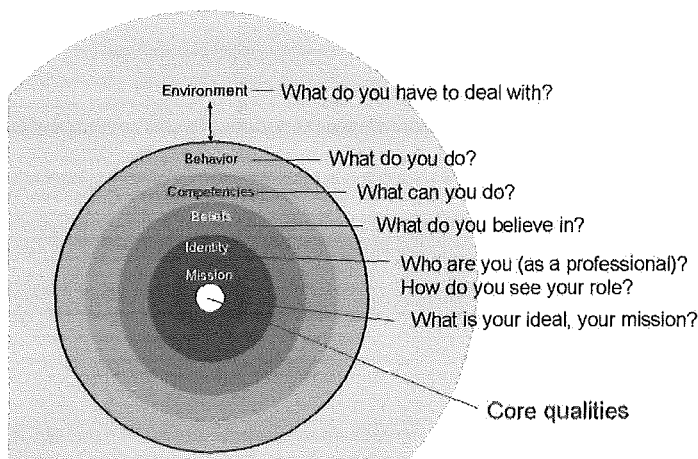 Environment What do you have to deal with?
Behavior What do you do?
Competencies What can you do?
Beliefs What do you believe in?
Identity Who are you (as a professional)?
How do you see your role?
Mission What is your ideal, your mission?
Core qualities